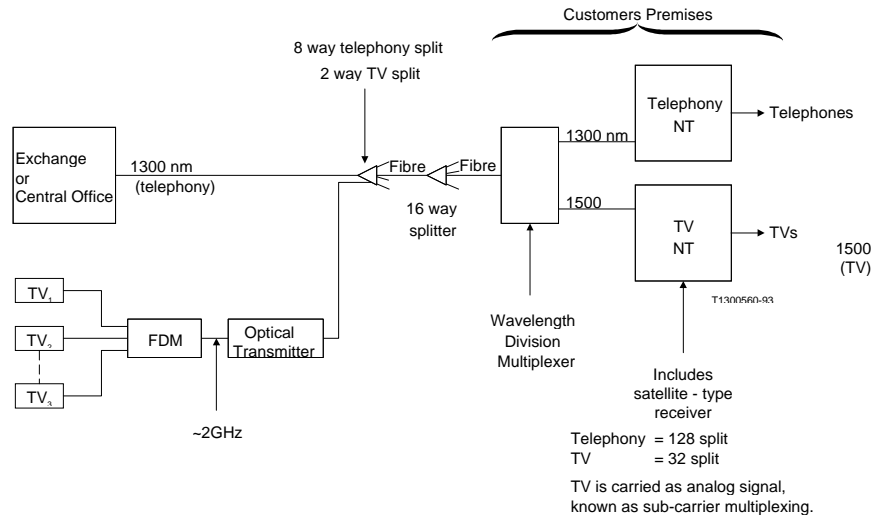 Customers Premises
8 way telephony split
2 way TV split
Exchange
or
Central Office
1300 nm
(telephony)
Fibre
Fibre
16 way
splitter
1300 nm
1500
Telephony
NT
Telephones
TV
NT
TVs
1500
(TV)
T1300560-93
TV₁
TV₂
TV₃
FDM
Optical
Transmitter
~2GHz
Wavelength
Division
Multiplexer
Includes
satellite - type
receiver
Telephony = 128 split
TV = 32 split
TV is carried as analog signal,
known as sub-carrier multiplexing.